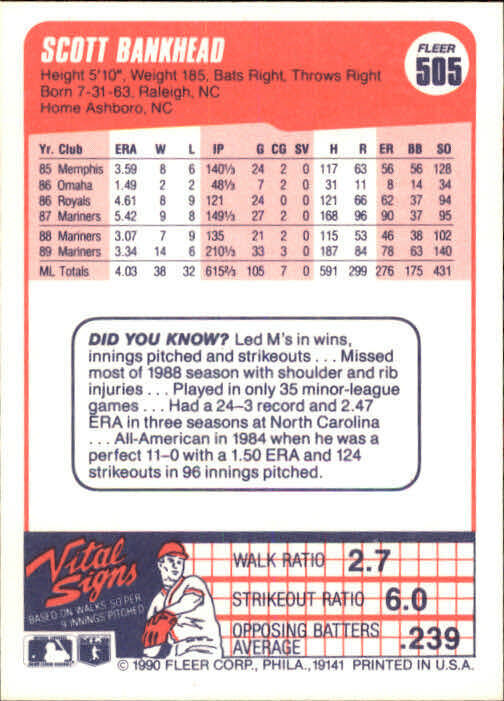 SCOTT BANKHEAD
FLEER
505
Height 5'10", Weight 185, Bats Right, Throws Right
Born 7-31-63, Raleigh, NC
Home Ashboro, NC
Yr. Club ERA W L IP G CG SV H R ER BB SO
85 Memphis 3.59 8 6 140⅓ 24 2 0 117 63 56 56 128
86 Omaha 1.49 2 2 48⅓ 7 2 0 31 11 8 14 34
86 Royals 4.61 8 9 121 24 0 0 121 66 62 37 94
87 Mariners 5.42 9 8 149⅓ 27 2 0 168 96 90 37 95
88 Mariners 3.07 7 9 135 21 2 0 115 53 46 38 102
89 Mariners 3.34 14 6 210⅓ 33 3 0 187 84 78 63 140
ML Totals 4.03 38 32 615⅔ 105 7 0 591 299 276 175 431
DID YOU KNOW? Led M's in wins,
innings pitched and strikeouts . . . Missed
most of 1988 season with shoulder and rib
injuries . . . Played in only 35 minor-league
games . . . Had a 24–3 record and 2.47
ERA in three seasons at North Carolina
. . . All-American in 1984 when he was a
perfect 11–0 with a 1.50 ERA and 124
strikeouts in 96 innings pitched.
Vital
Signs
BASED ON WALKS, SO PER
9 INNINGS PITCHED
WALK RATIO 2.7
STRIKEOUT RATIO 6.0
OPPOSING BATTERS
AVERAGE .239
© 1990 FLEER CORP., PHILA., 19141 PRINTED IN U.S.A.